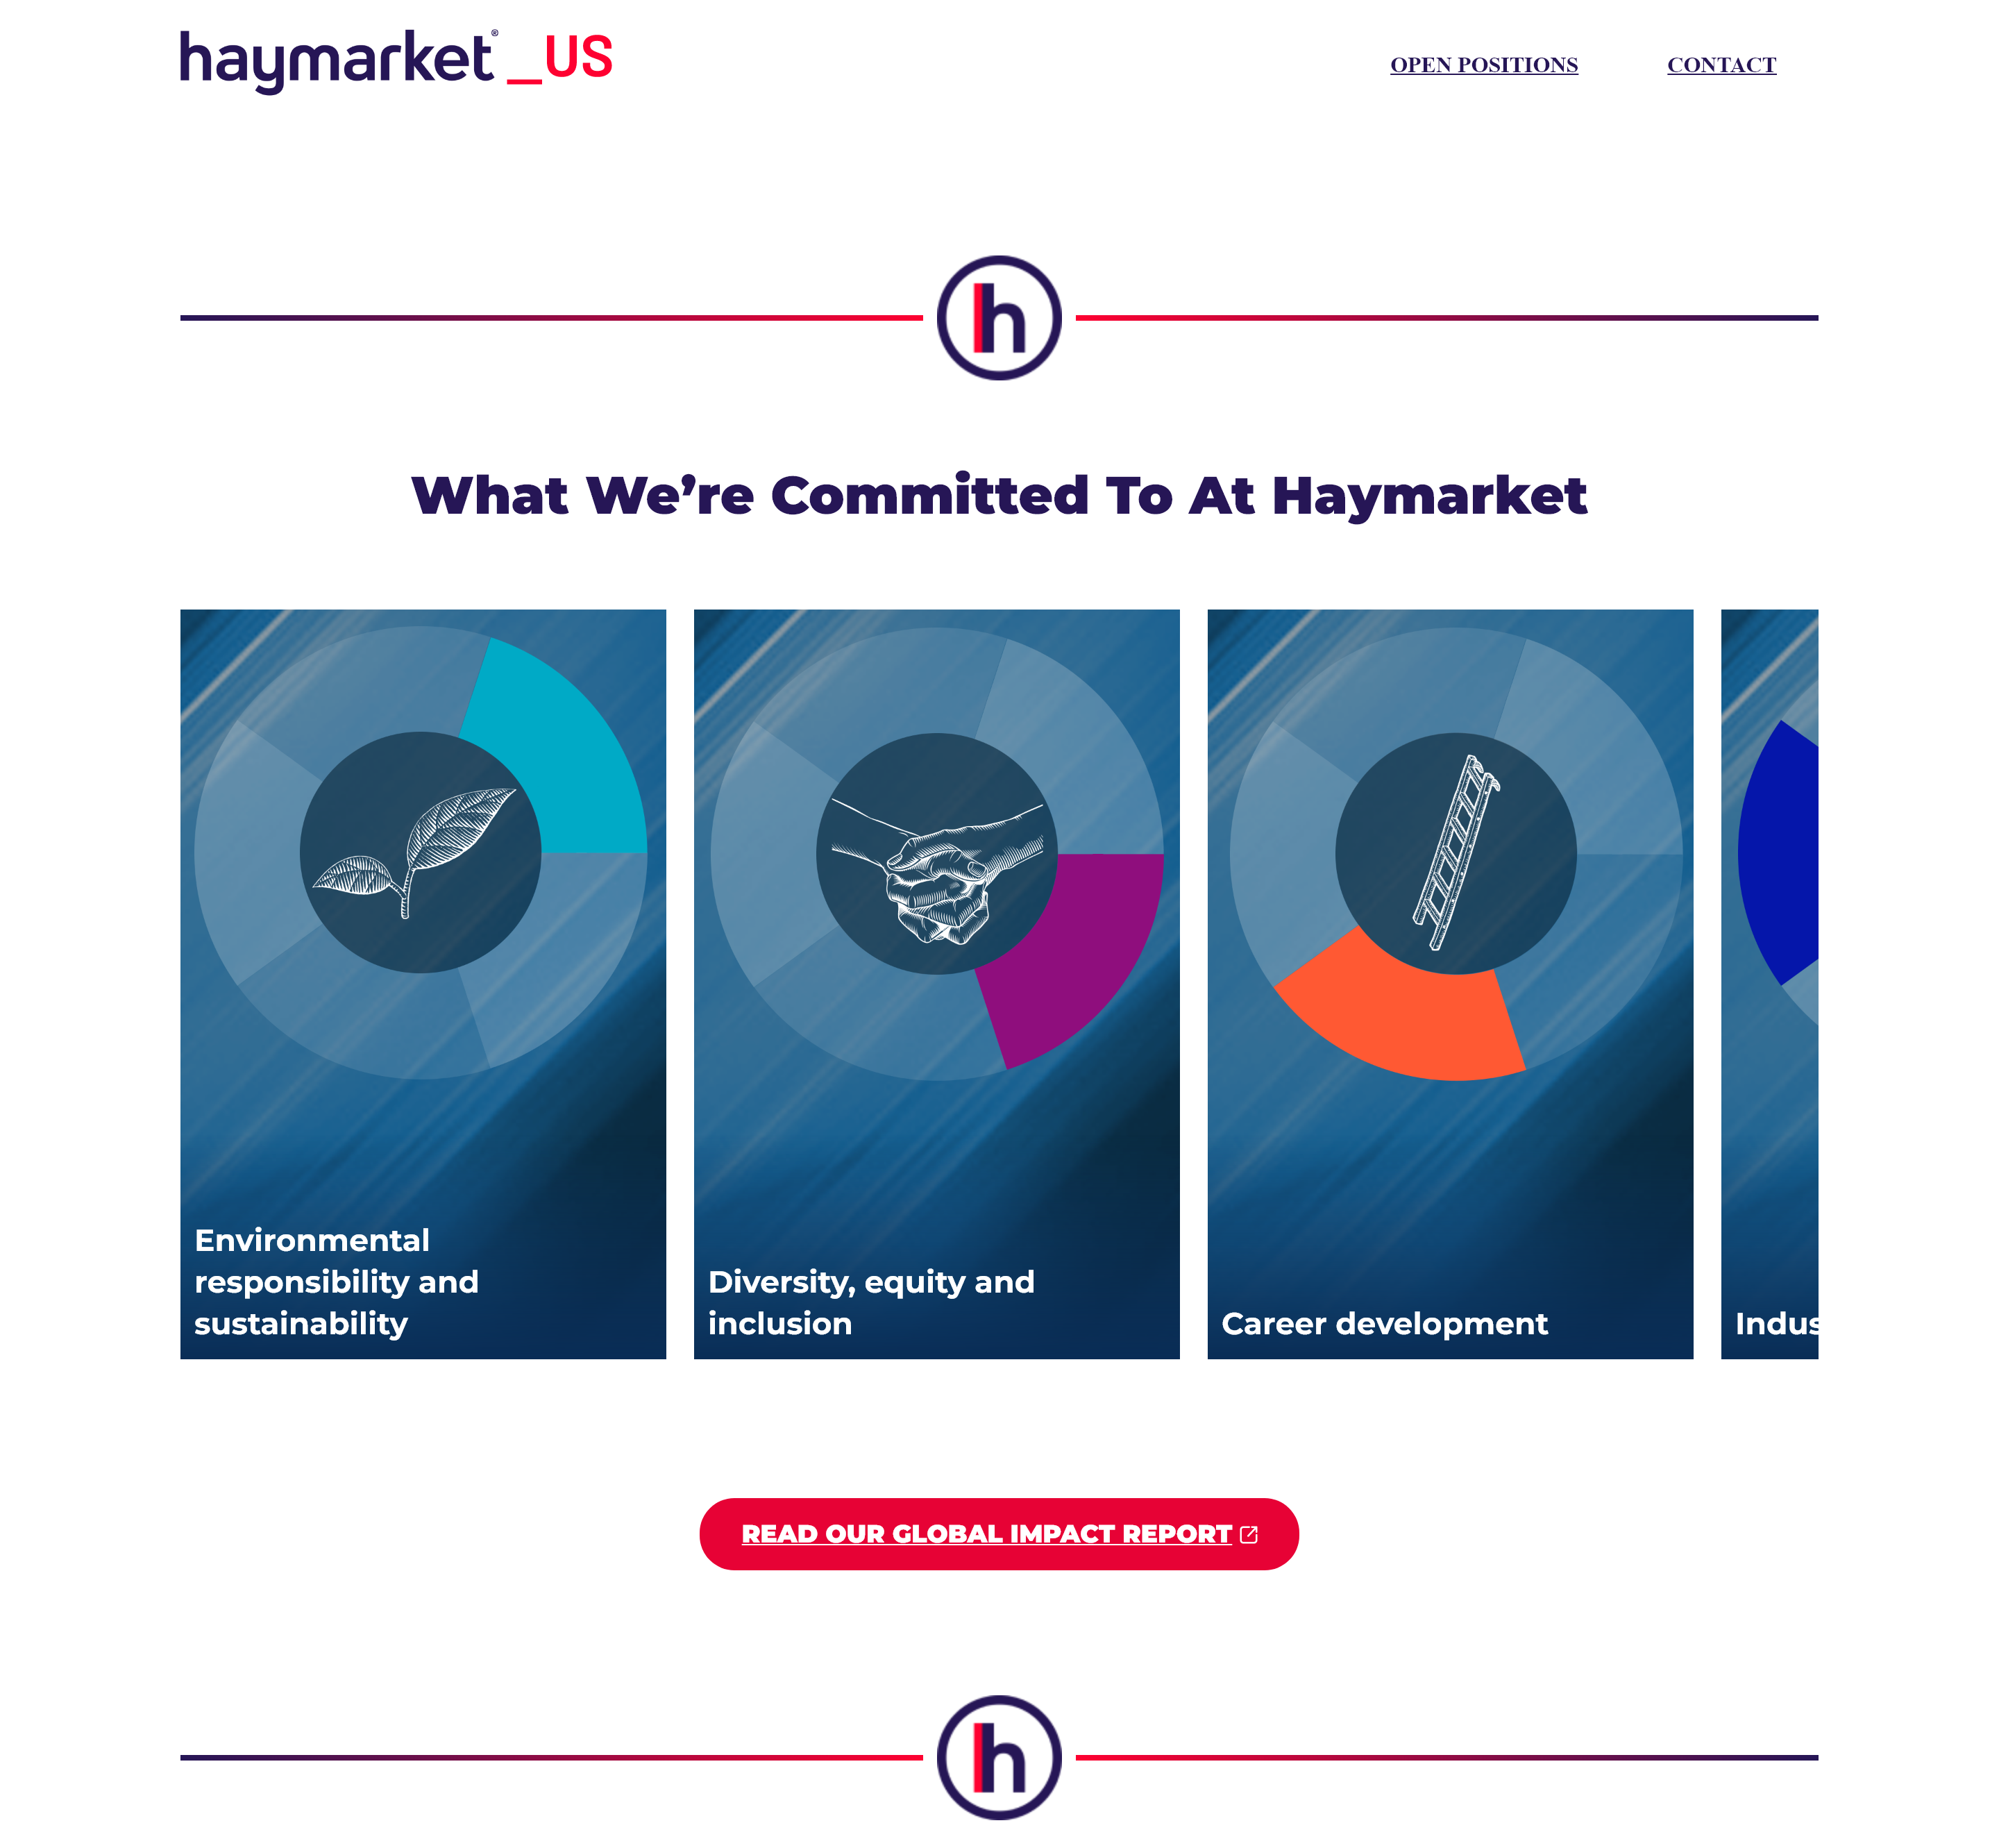 haymarket® _US
OPEN POSITIONS
CONTACT
h
What We’re Committed To At Haymarket
Environmental
responsibility and
sustainability
Diversity, equity and
inclusion
Career development
Indus
READ OUR GLOBAL IMPACT REPORT
h